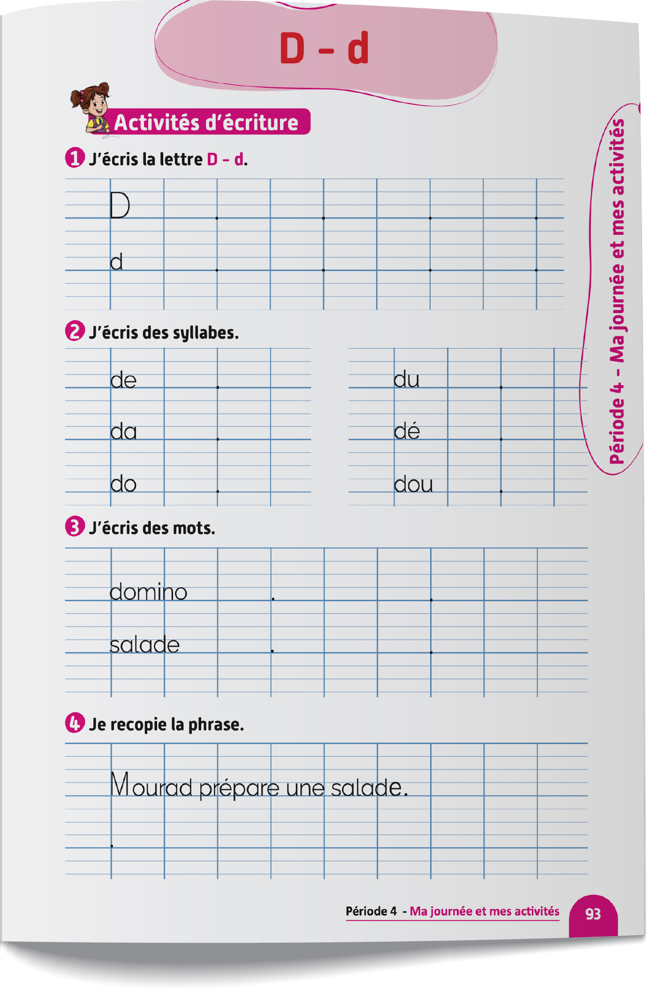 D - d
Activités d'écriture
1 J'écris la lettre D - d.
D
d
2 J'écris des syllabes.
de
du
da
dé
do
dou
3 J'écris des mots.
domino
salade
4 Je recopie la phrase.
Mourad prépare une salade.
Période 4 - Ma journée et mes activités
Période 4 - Ma journée et mes activités
93